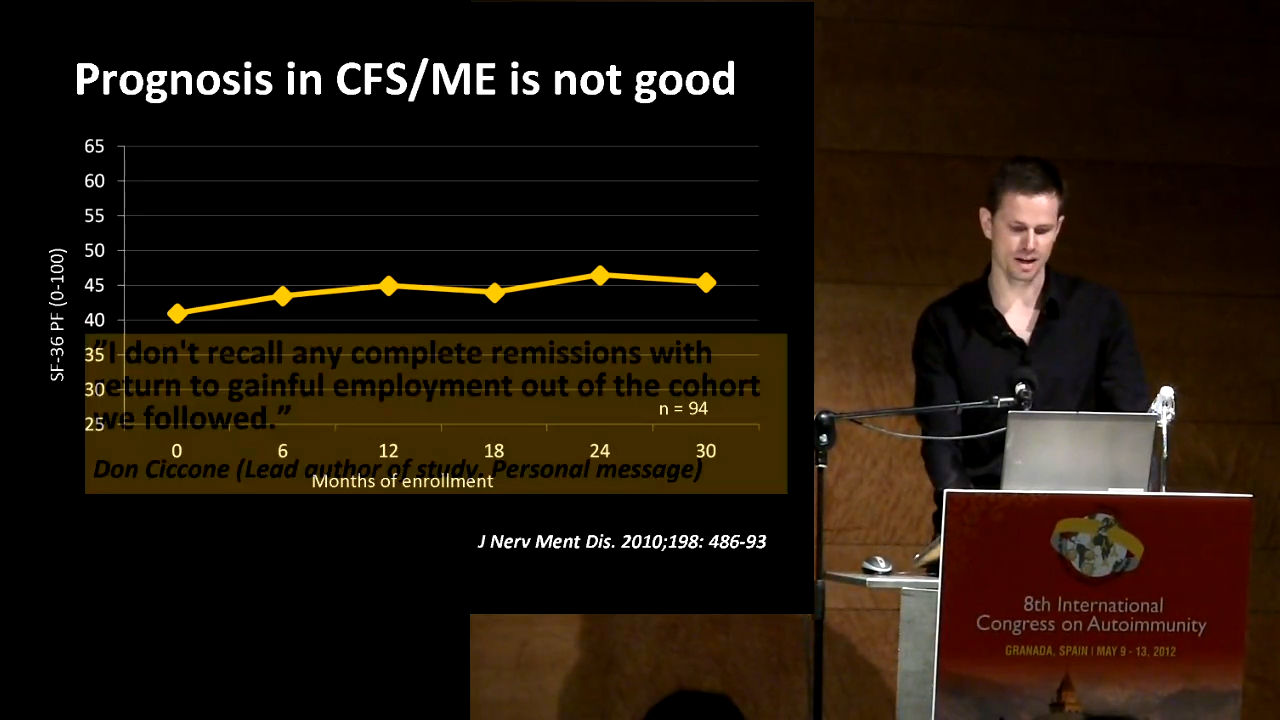 Prognosis in CFS/ME is not good
65
60
55
50
45
40
35
30
25
SF-36 PF (0-100)
”I don't recall any complete remissions with
return to gainful employment out of the cohort
we followed.”
n = 94
0 6 12 18 24 30
Don Ciccone (Lead author of study. Personal message)
Months of enrollment
J Nerv Ment Dis. 2010;198: 486-93
8th International
Congress on Autoimmunity
GRANADA, SPAIN | MAY 9 - 13, 2012